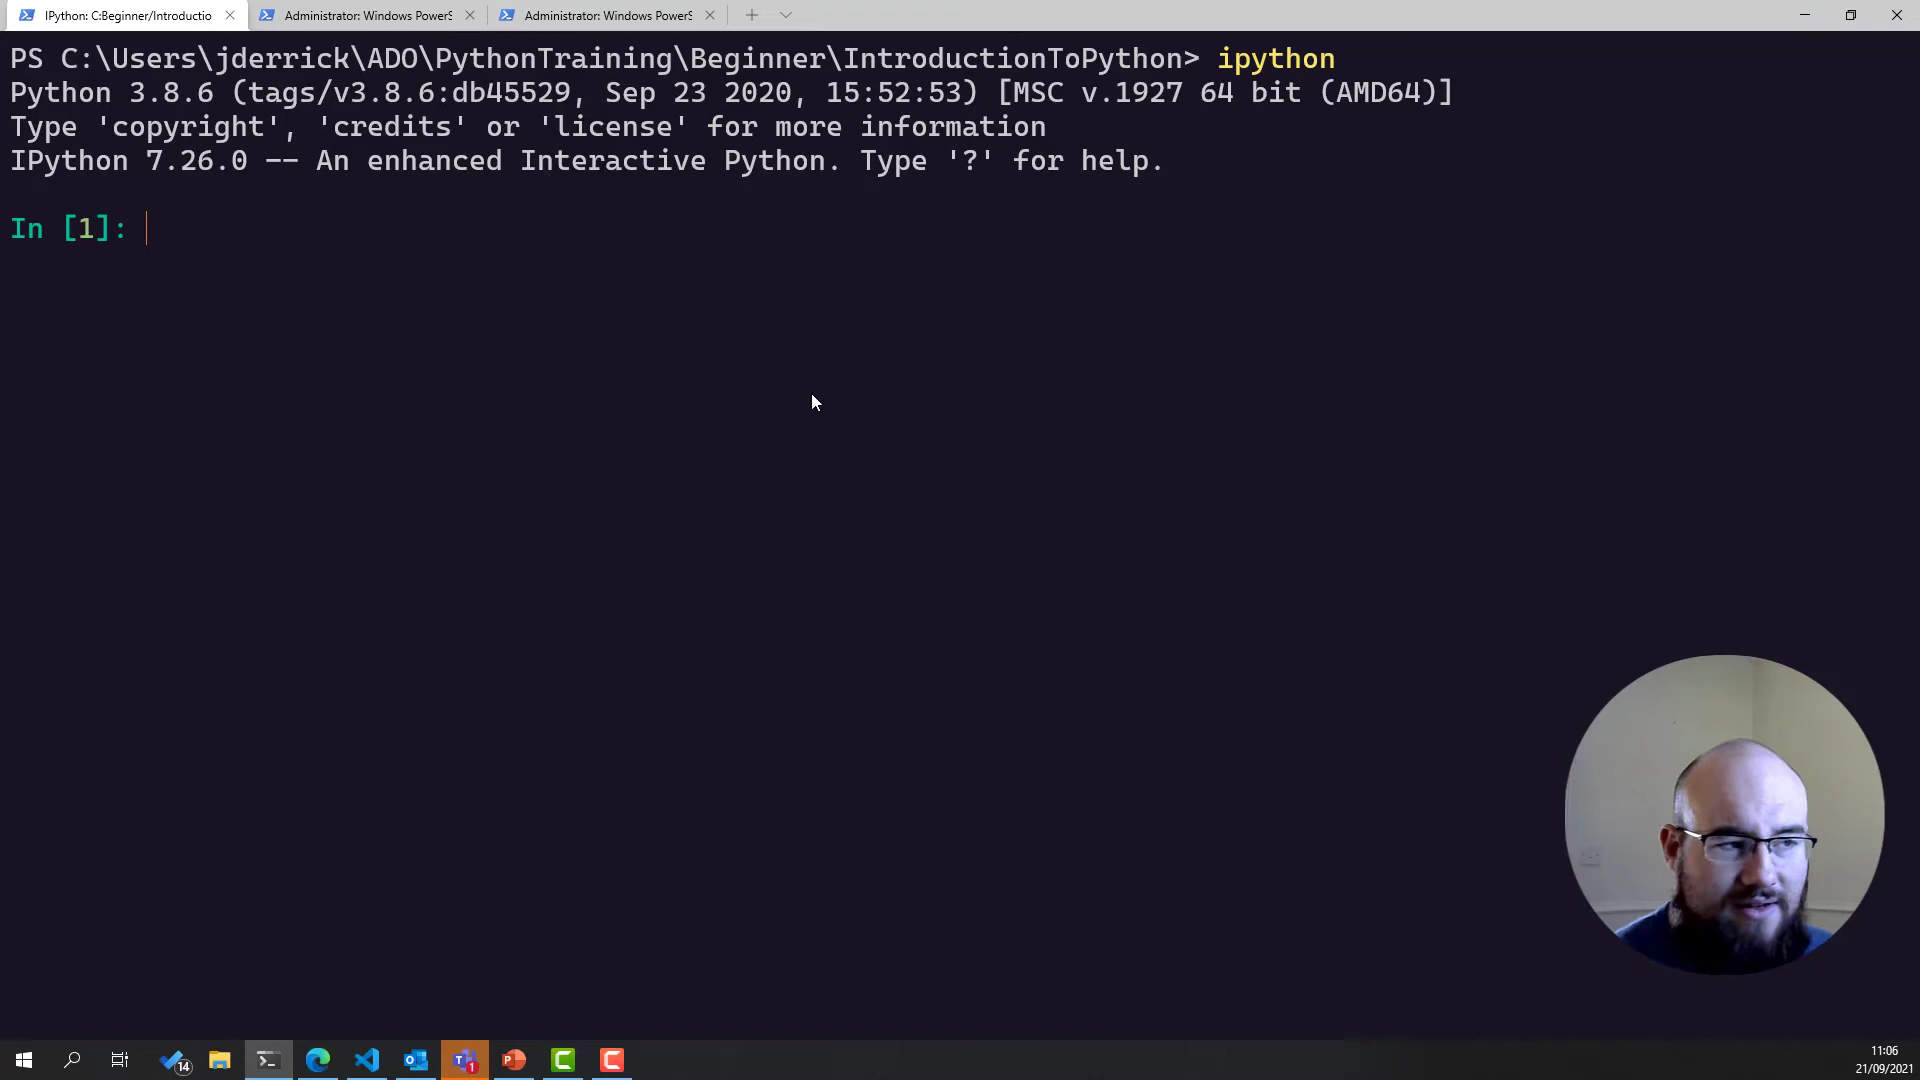 IPython: C:Beginner/Introductio
Administrator: Windows PowerS
Administrator: Windows PowerS
PS C:\Users\jderrick\ADO\PythonTraining\Beginner\IntroductionToPython> ipython
Python 3.8.6 (tags/v3.8.6:db45529, Sep 23 2020, 15:52:53) [MSC v.1927 64 bit (AMD64)]
Type 'copyright', 'credits' or 'license' for more information
IPython 7.26.0 -- An enhanced Interactive Python. Type '?' for help.
In [1]:
14
1
11:06
21/09/2021